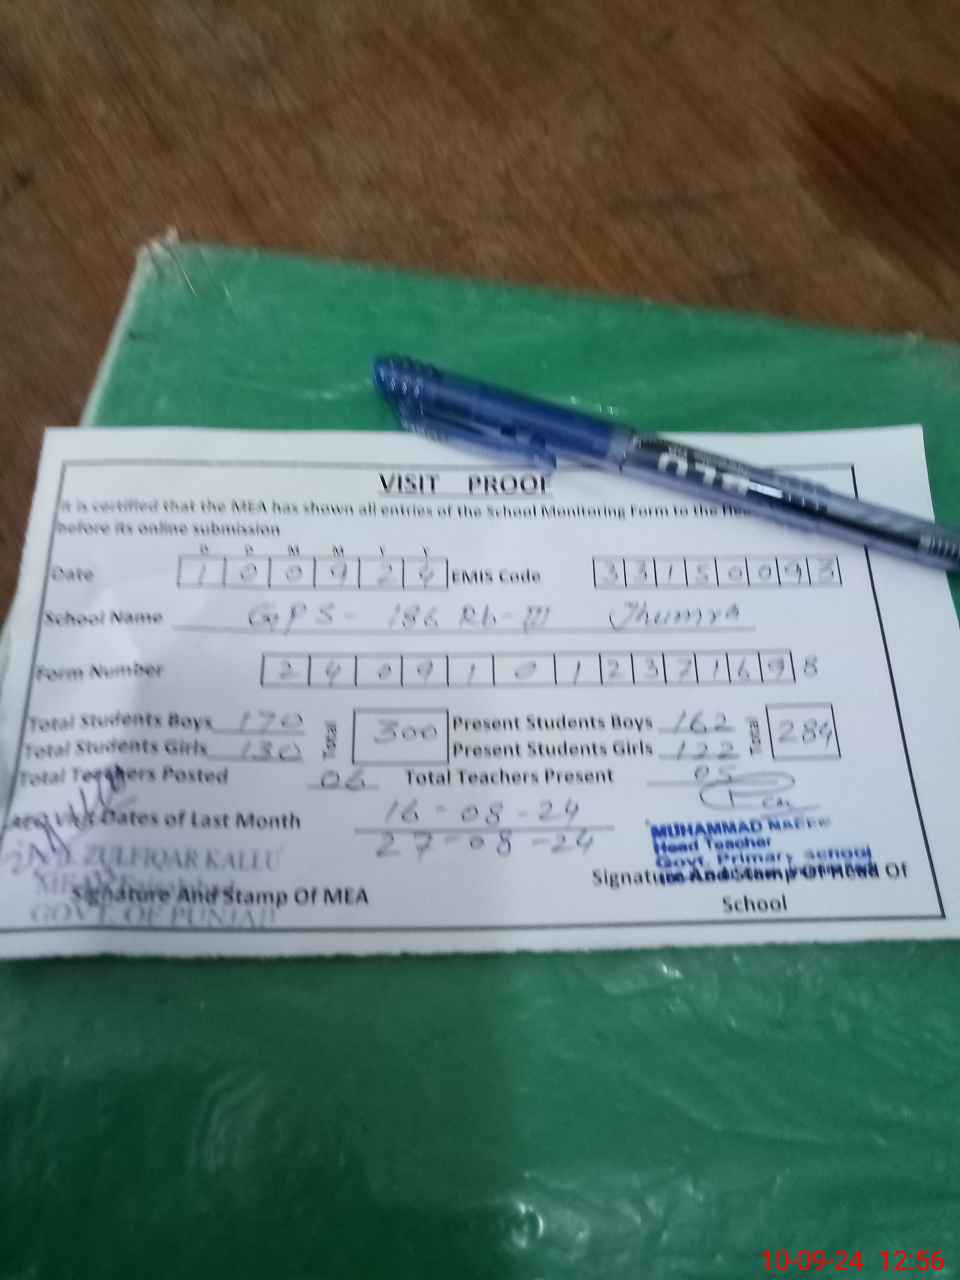 VISIT PROOF
It is certified that the MEA has shown all entries of the School Monitoring Form to the
before its online submission
D D M M Y Y
Date 1 0 0 9 2 4 EMIS Code 3 3 1 5 0 0 9 3
School Name GPS - 186 Rb - III Jhumra
Form Number 2 4 0 9 1 0 1 2 3 7 1 6 9 8
Total Students Boys 170 Total 300 Present Students Boys 162 Total 284
Total Students Girls 130 Present Students Girls 122
Total Teachers Posted 06 Total Teachers Present 05
AEO Visit Dates of Last Month 16-08-24
27-08-24
MUHAMMAD NAEEM
Head Teacher
Govt. Primary School
ZULFIQAR KALLU
MEA
GOVT. OF PUNJAB
Signature And Stamp Of MEA
Signature And Stamp Of Head Of
School
10-09-24 12:56